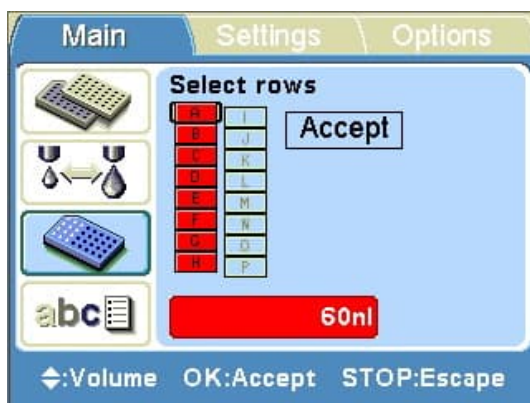 Main Settings Options
Select rows
Accept
A I
B J
C K
D L
E M
F N
G O
H P
abc
60nl
:Volume OK:Accept STOP:Escape